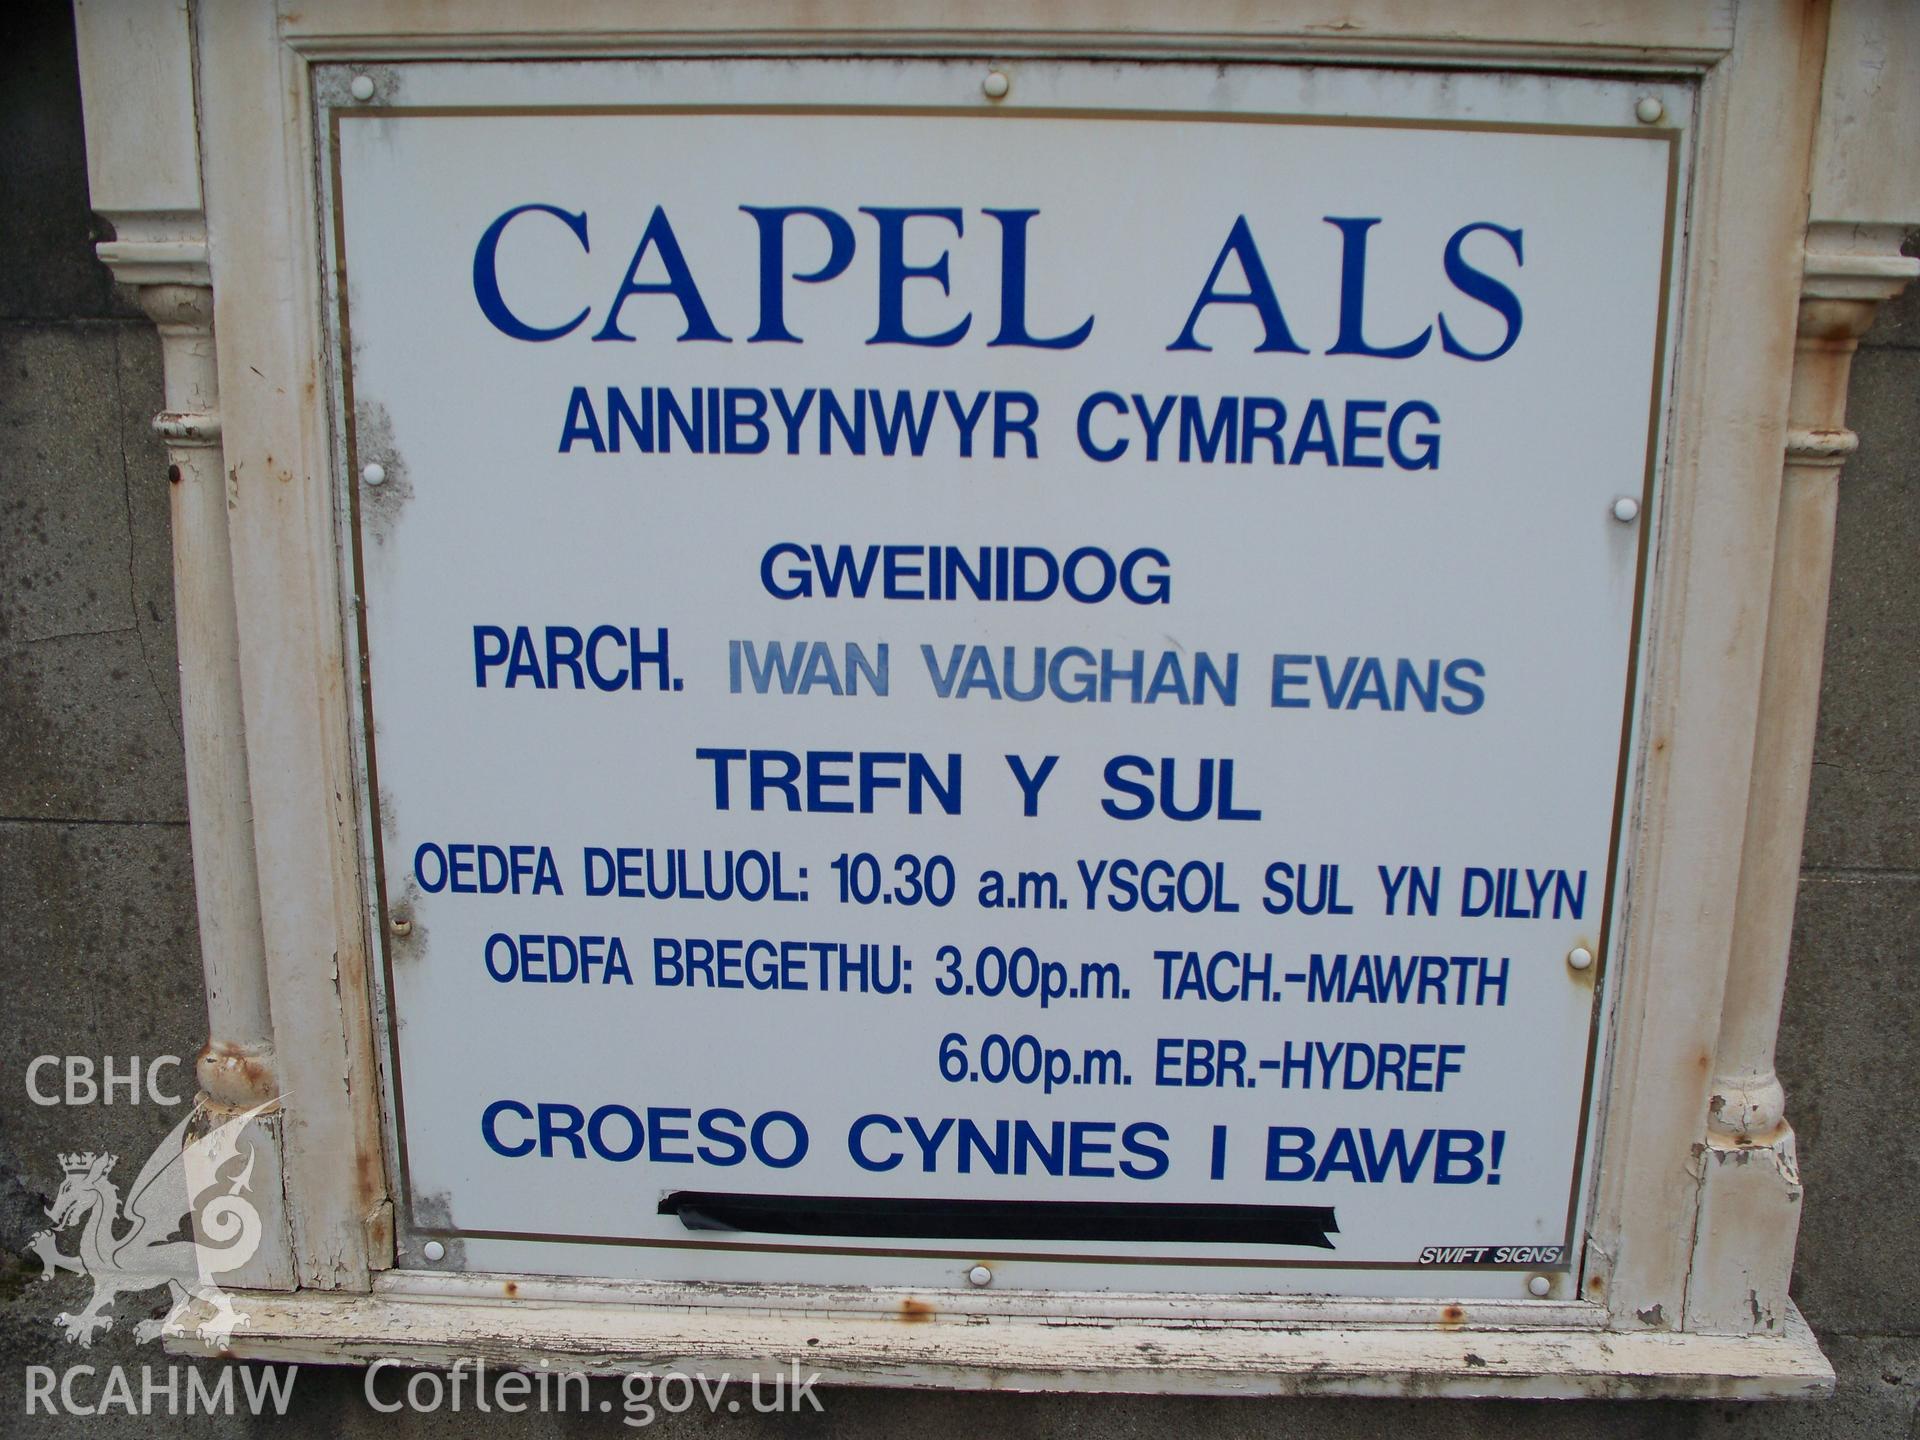 CAPEL ALS
ANNIBYNWYR CYMRAEG
GWEINIDOG
PARCH. IWAN VAUGHAN EVANS
TREFN Y SUL
OEDFA DEULUOL: 10.30 a.m. YSGOL SUL YN DILYN
OEDFA BREGETHU: 3.00p.m. TACH.-MAWRTH
6.00p.m. EBR.-HYDREF
CROESO CYNNES I BAWB!
SWIFT SIGNS
CBHC
RCAHMW Coflein.gov.uk